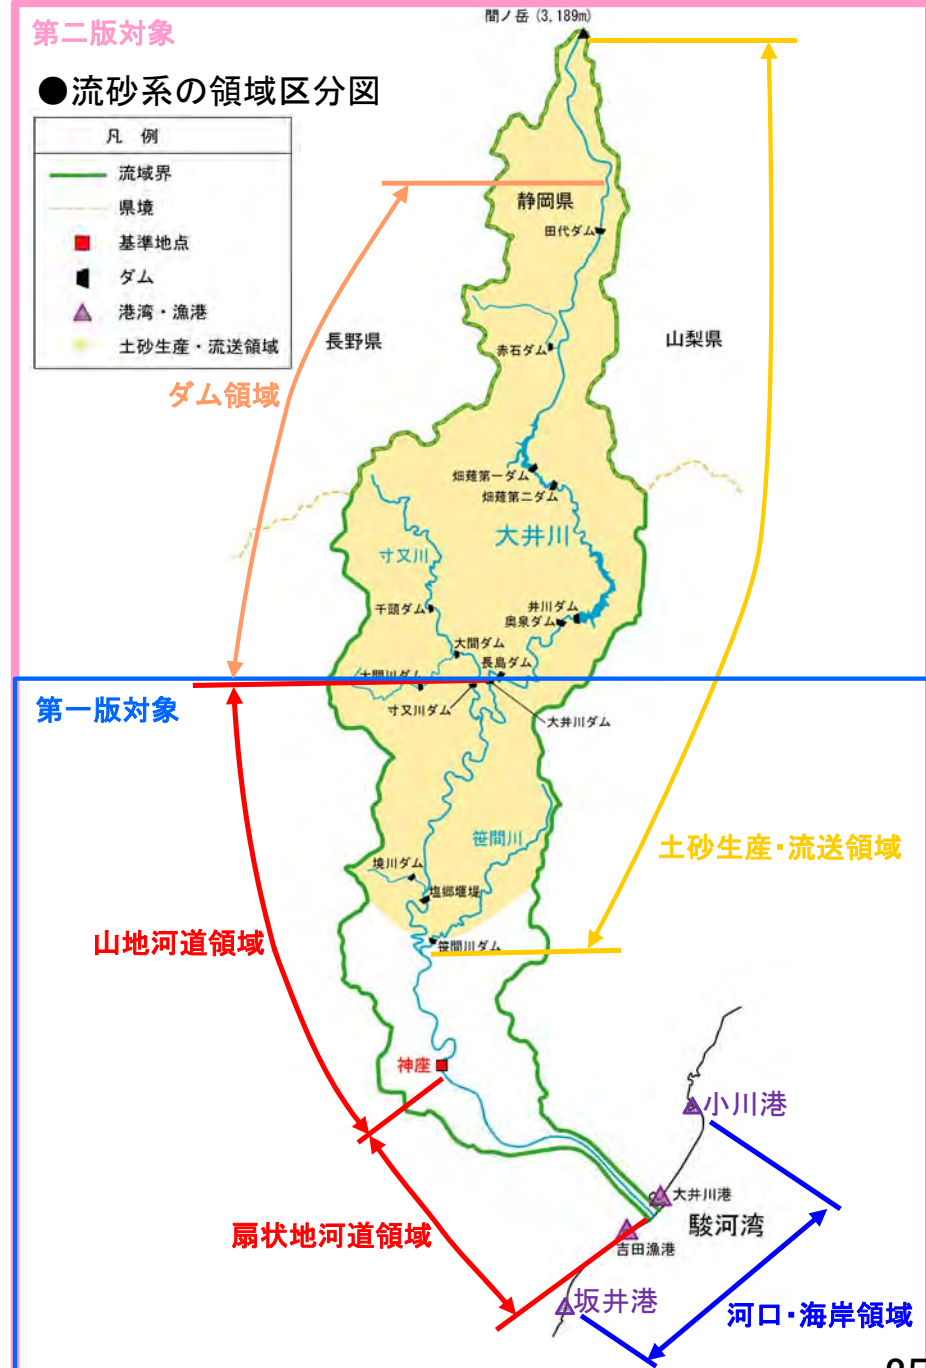 間ノ岳(3,189m)
第二版対象
●流砂系の領域区分図
凡 例
流域界
県境
基準地点
ダム
港湾・漁港
土砂生産・流送領域
静岡県
田代ダム
長野県
山梨県
赤石ダム
ダム領域
畑薙第一ダム
畑薙第二ダム
大井川
寸又川
千頭ダム
井川ダム
奥泉ダム
大間ダム
長島ダム
大間川ダム
第一版対象
寸又川ダム
大井川ダム
笹間川
土砂生産・流送領域
境川ダム
塩郷堰堤
山地河道領域
笹間川ダム
神座
小川港
大井川港
駿河湾
扇状地河道領域
吉田漁港
坂井港
河口・海岸領域